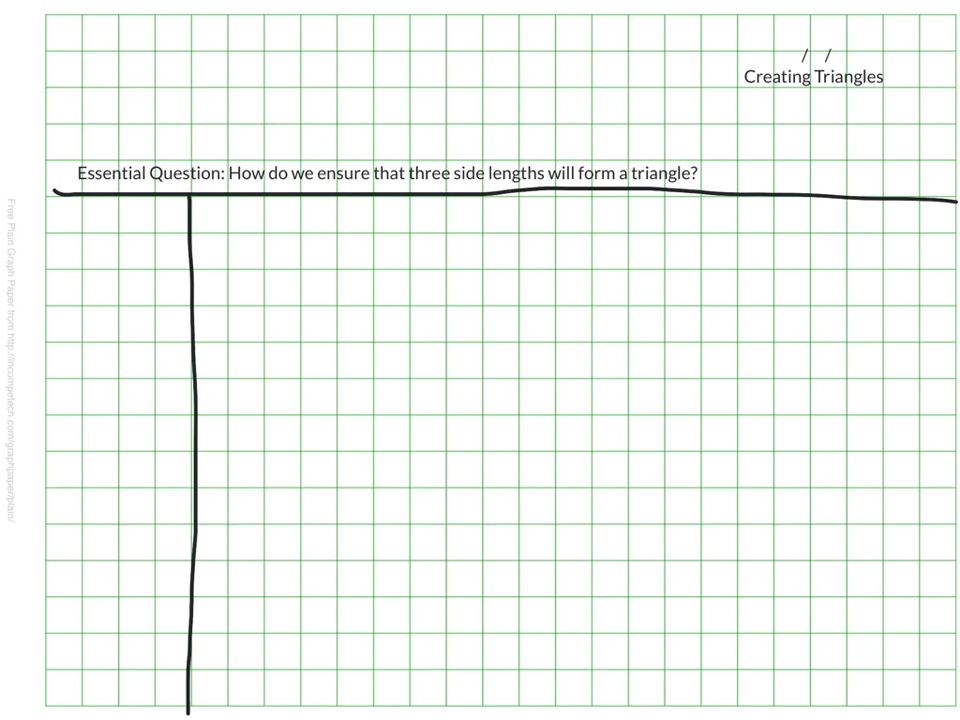 / /
Creating Triangles
Essential Question: How do we ensure that three side lengths will form a triangle?
Free Plain Graph Paper from http://incompetech.com/graphpaper/plain/